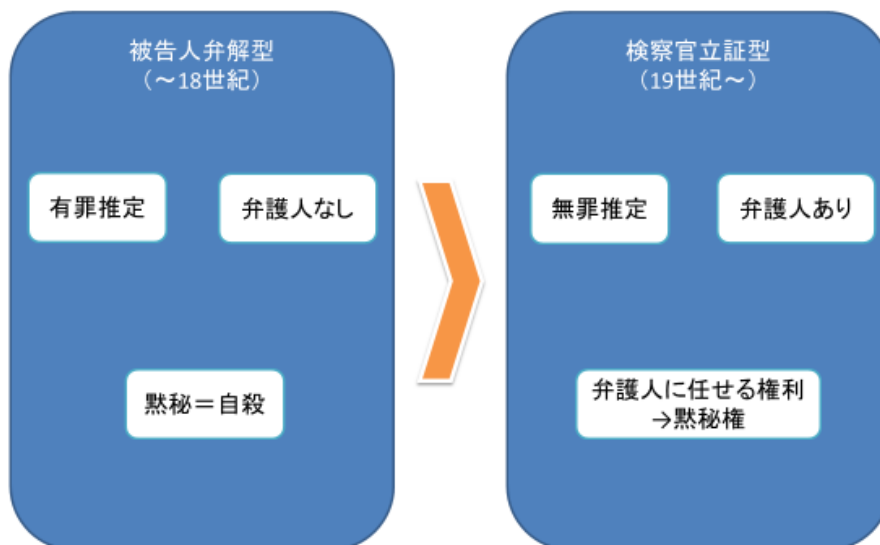 被告人弁解型
（～18世紀）
有罪推定
弁護人なし
黙秘＝自殺
検察官立証型
（19世紀～）
無罪推定
弁護人あり
弁護人に任せる権利
→黙秘権